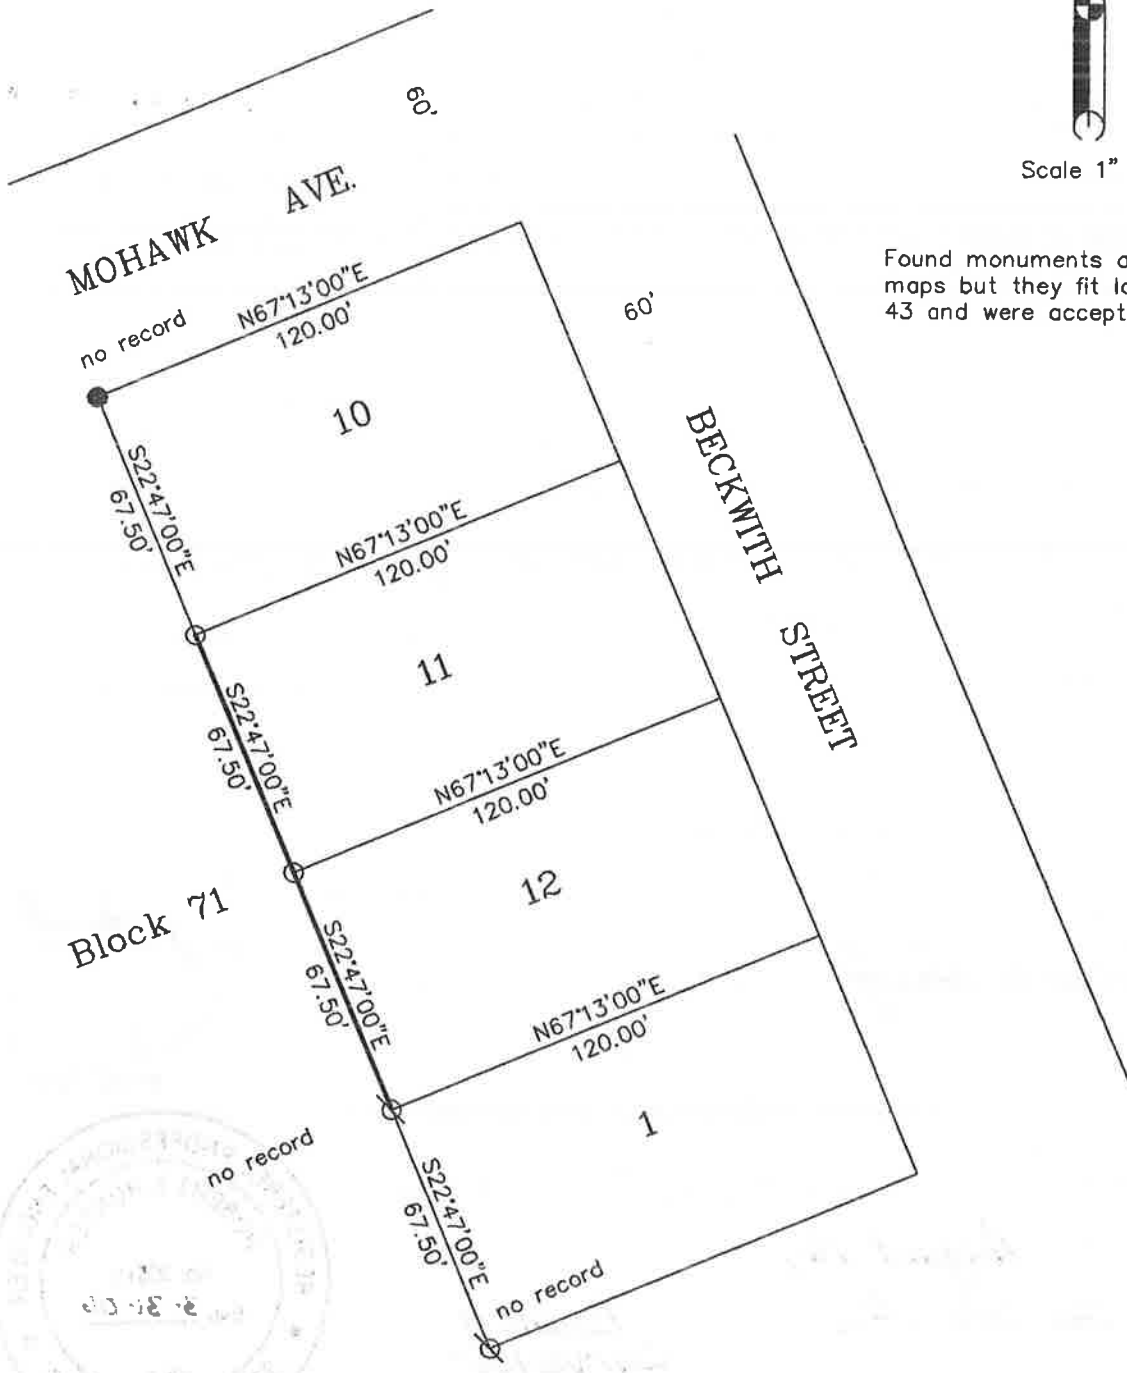 60'
Scale 1"
MOHAWK AVE.
Found monuments a
maps but they fit lo
43 and were accept
60'
no record
N67°13'00"E
120.00'
10
S22°47'00"E
67.50'
BECKWITH STREET
N67°13'00"E
120.00'
11
S22°47'00"E
67.50'
N67°13'00"E
120.00'
12
Block 71
S22°47'00"E
67.50'
N67°13'00"E
120.00'
1
no record
S22°47'00"E
67.50'
no record